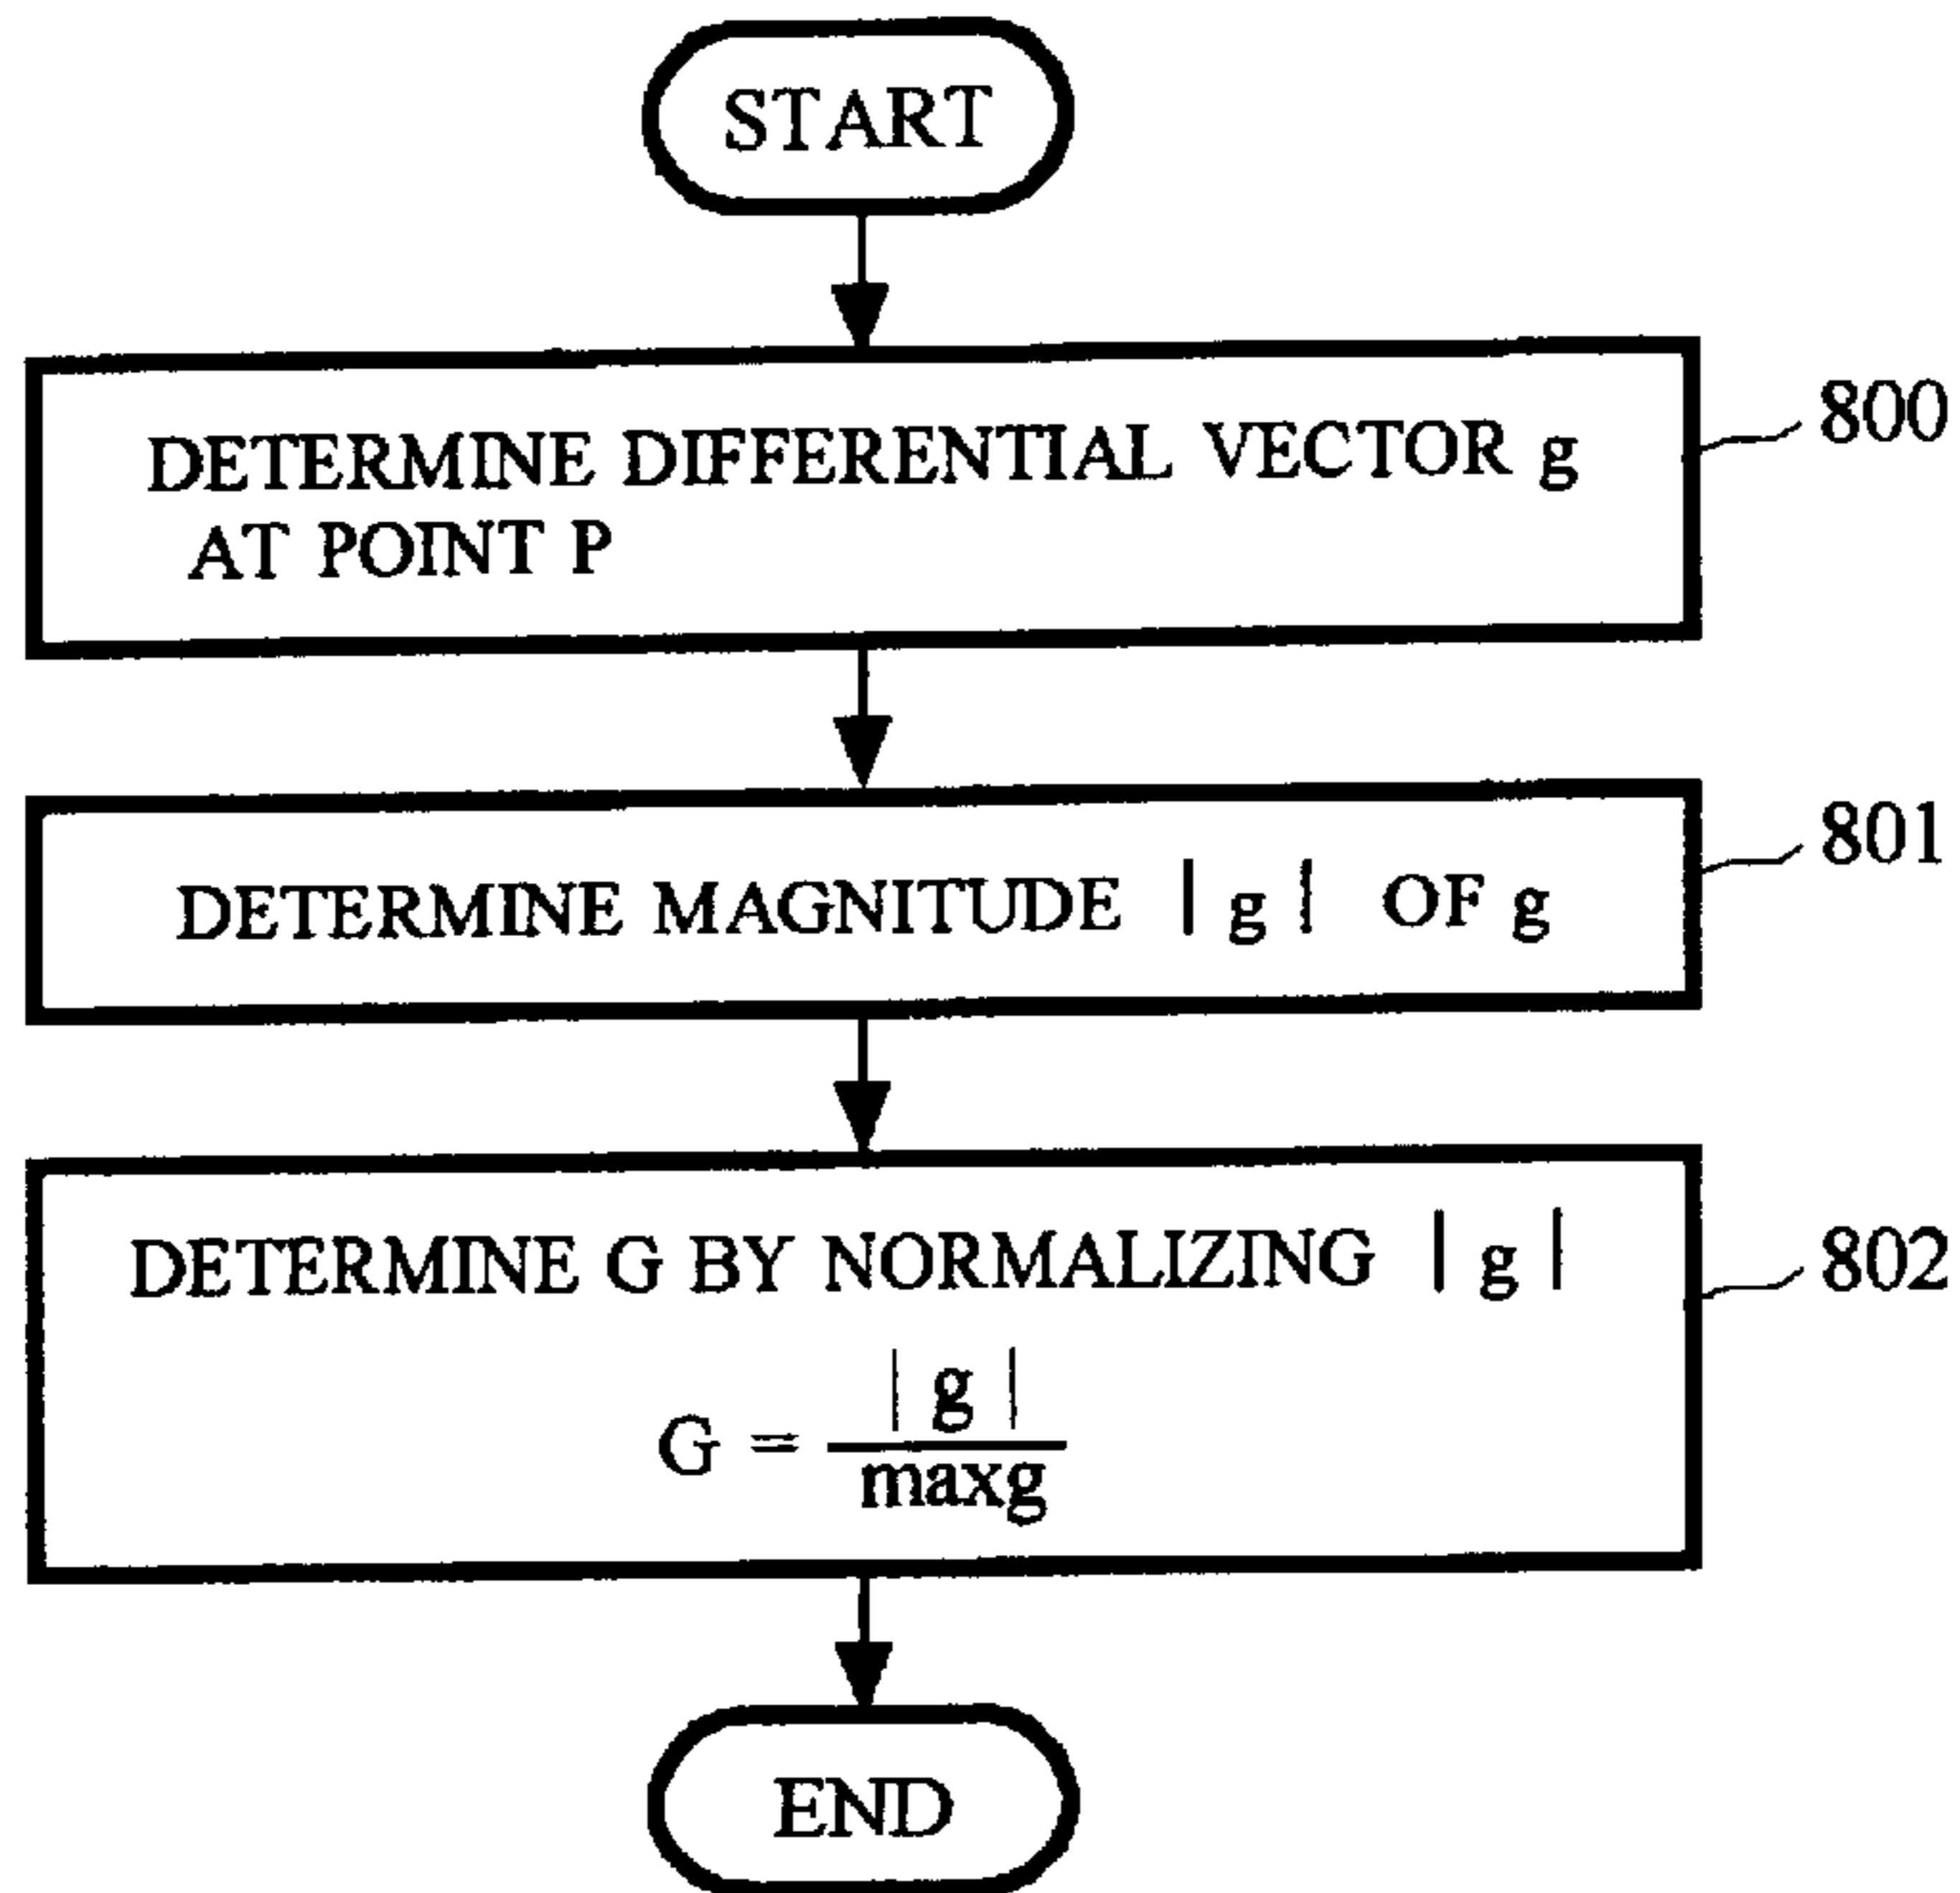 START
DETERMINE DIFFERENTIAL VECTOR g
AT POINT P
800
DETERMINE MAGNITUDE | g | OF g
801
DETERMINE G BY NORMALIZING | g |
802
G = | g | / maxg
END